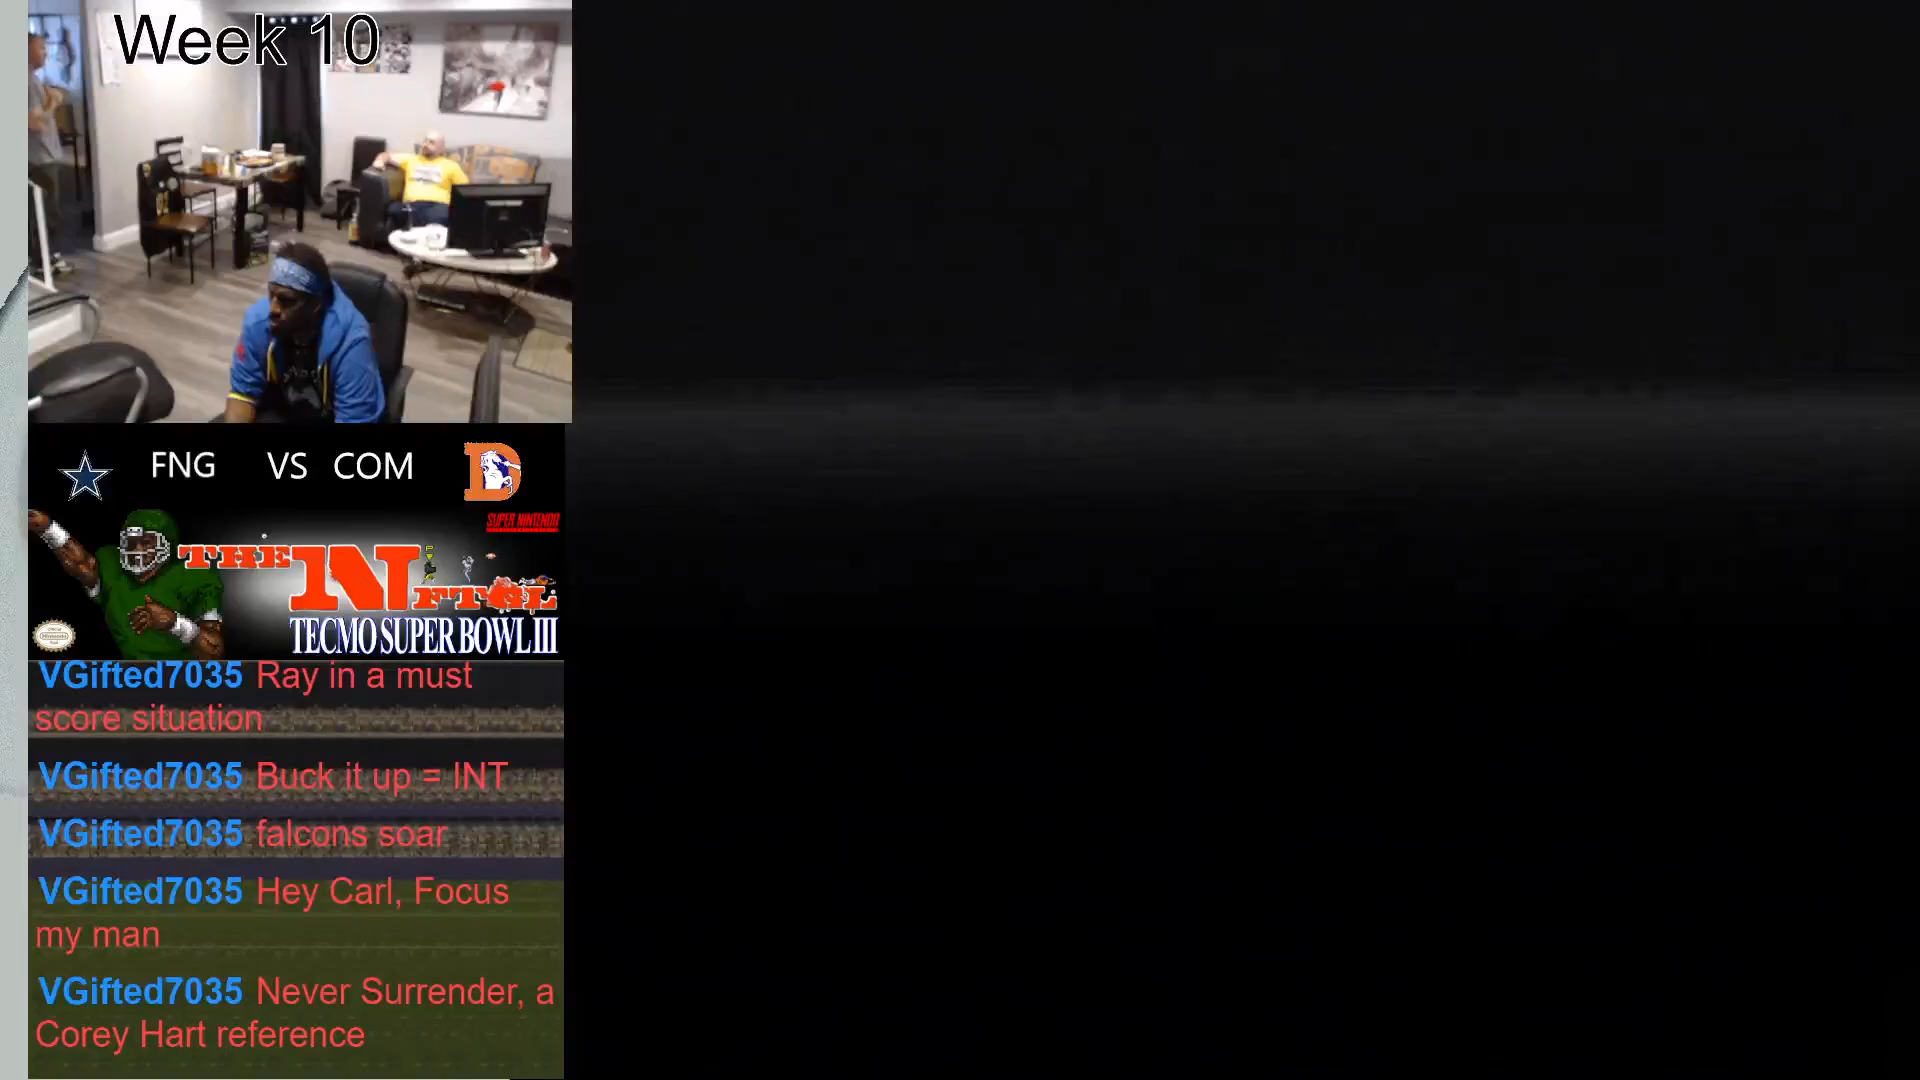 Week 10
FNG VS COM
SUPER NINTENDO
THE NFTSL
TECMO SUPER BOWL III
VGifted7035 Ray in a must
score situation
VGifted7035 Buck it up = INT
VGifted7035 falcons soar
VGifted7035 Hey Carl, Focus
my man
VGifted7035 Never Surrender, a
Corey Hart reference